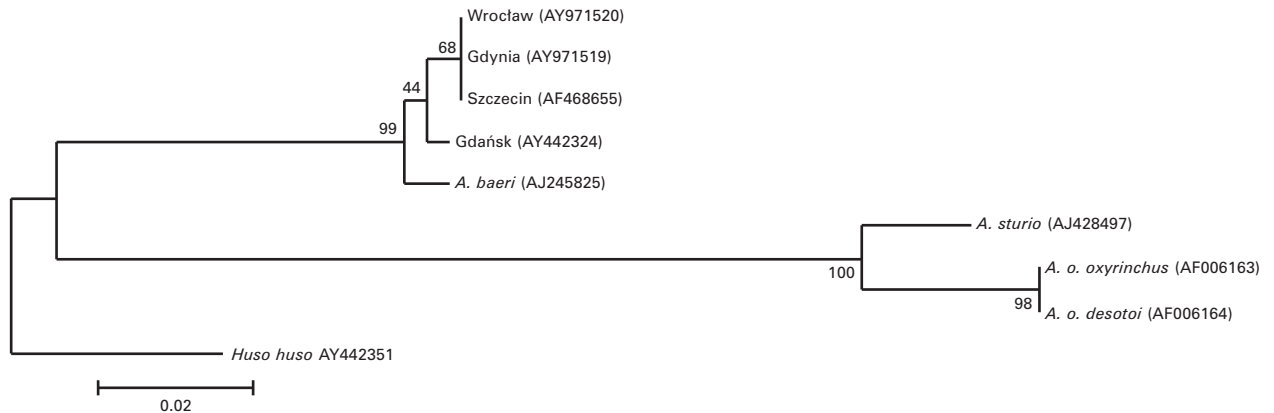 Wrocław (AY971520)
68
Gdynia (AY971519)
44
Szczecin (AF468655)
99
Gdańsk (AY442324)
A. baeri (AJ245825)
A. sturio (AJ428497)
100
A. o. oxyrinchus (AF006163)
98
A. o. desotoi (AF006164)
Huso huso AY442351
0.02